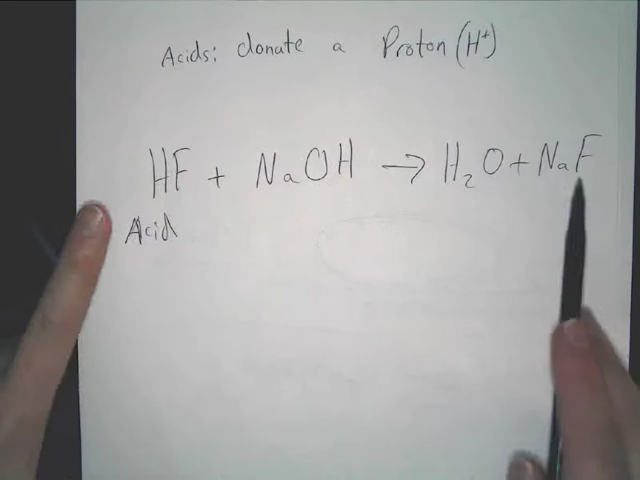 Acids: donate a Proton (H⁺)
HF + NaOH → H₂O + NaF
Acid